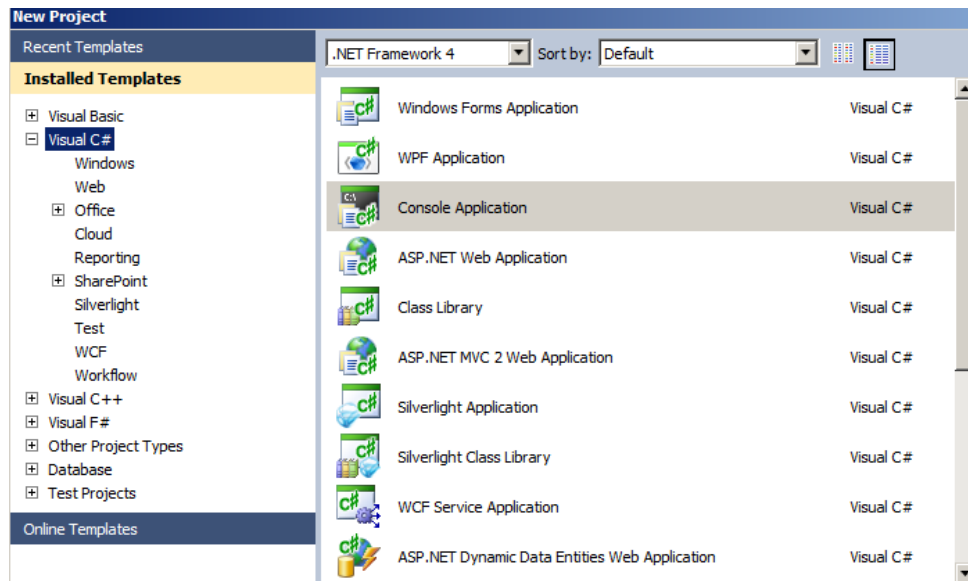 New Project
Recent Templates
Installed Templates
Visual Basic
Visual C#
Windows
Web
Office
Cloud
Reporting
SharePoint
Silverlight
Test
WCF
Workflow
Visual C++
Visual F#
Other Project Types
Database
Test Projects
Online Templates
.NET Framework 4 Sort by: Default
Windows Forms Application Visual C#
WPF Application Visual C#
Console Application Visual C#
ASP.NET Web Application Visual C#
Class Library Visual C#
ASP.NET MVC 2 Web Application Visual C#
Silverlight Application Visual C#
Silverlight Class Library Visual C#
WCF Service Application Visual C#
ASP.NET Dynamic Data Entities Web Application Visual C#